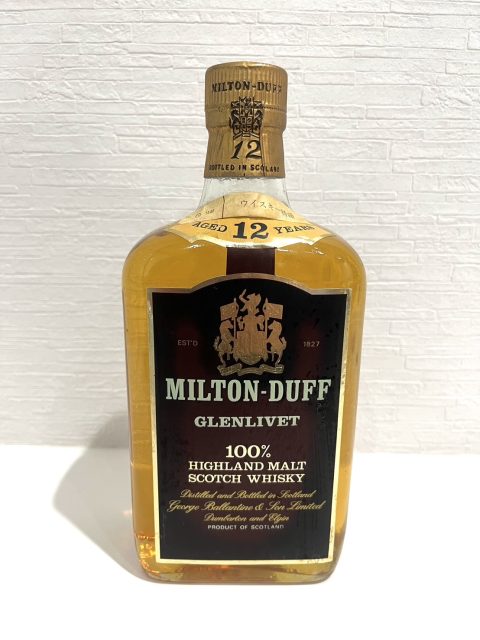 MILTON-DUFF
12
BOTTLED IN SCOTLAND
ウイスキー特級
AGED 12 YEARS
EST'D 1827
MILTON-DUFF
GLENLIVET
100%
HIGHLAND MALT
SCOTCH WHISKY
Distilled and Bottled in Scotland
George Ballantine & Son Limited
Dumbarton and Elgin
PRODUCT OF SCOTLAND